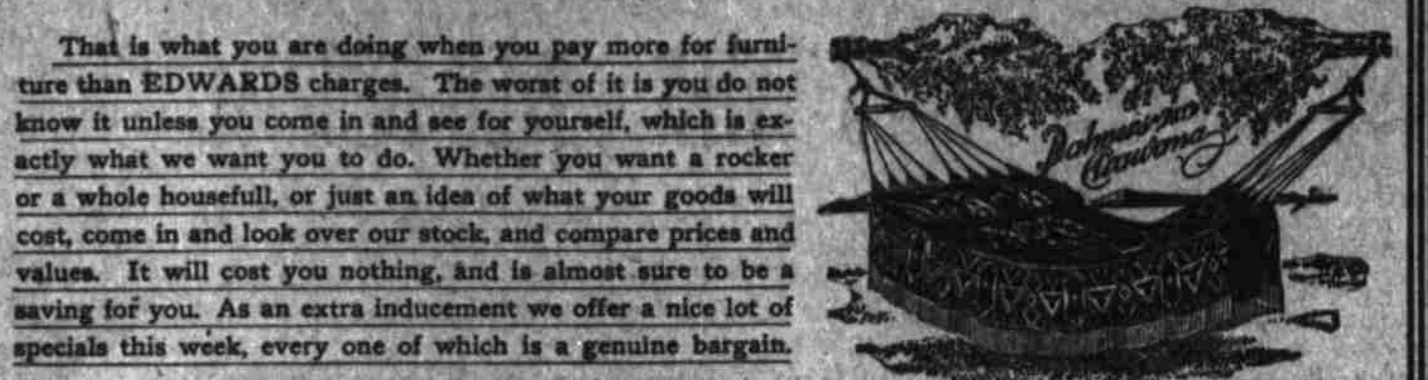 That is what you are doing when you pay more for furni-
ture than EDWARDS charges. The worst of it is you do not
know it unless you come in and see for yourself, which is ex-
actly what we want you to do. Whether you want a rocker
or a whole housefull, or just an idea of what your goods will
cost, come in and look over our stock, and compare prices and
values. It will cost you nothing, and is almost sure to be a
saving for you. As an extra inducement we offer a nice lot of
specials this week, every one of which is a genuine bargain.